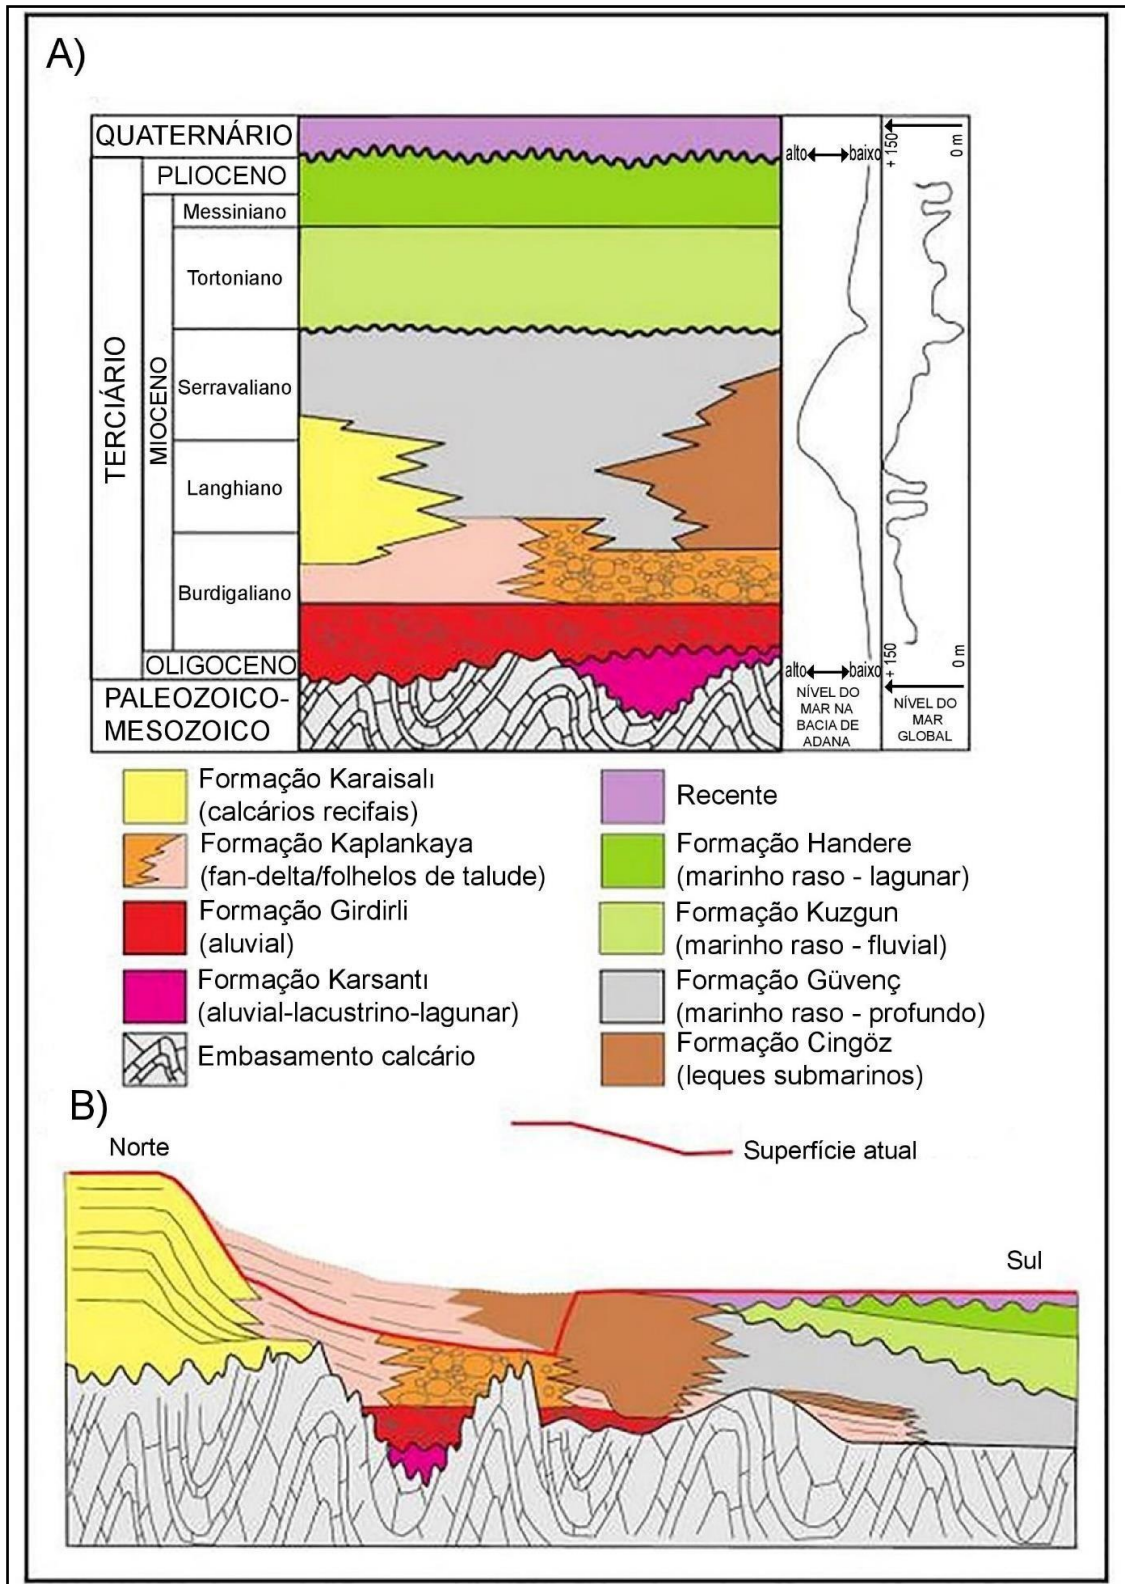 A)
QUATERNÁRIO
TERCIÁRIO
PLIOCENO
MIOCENO
Messiniano
Tortoniano
Serravaliano
Langhiano
Burdigaliano
OLIGOCENO
PALEOZOICO-
MESOZOICO
alto
baixo
+ 150
0 m
alto
baixo
+ 150
0 m
NÍVEL DO
MAR NA
BACIA DE
ADANA
NÍVEL DO
MAR
GLOBAL
Formação Karaisalı
(calcários recifais)
Formação Kaplankaya
(fan-delta/folhelos de talude)
Formação Girdirli
(aluvial)
Formação Karsantı
(aluvial-lacustrino-lagunar)
Embasamento calcário
Recente
Formação Handere
(marinho raso - lagunar)
Formação Kuzgun
(marinho raso - fluvial)
Formação Güvenç
(marinho raso - profundo)
Formação Cingöz
(leques submarinos)
B)
Norte
Superfície atual
Sul